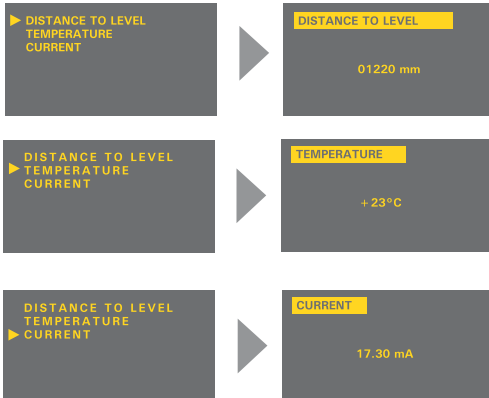 DISTANCE TO LEVEL
TEMPERATURE
CURRENT
DISTANCE TO LEVEL
01220 mm
DISTANCE TO LEVEL
TEMPERATURE
CURRENT
TEMPERATURE
+23°C
DISTANCE TO LEVEL
TEMPERATURE
CURRENT
CURRENT
17.30 mA